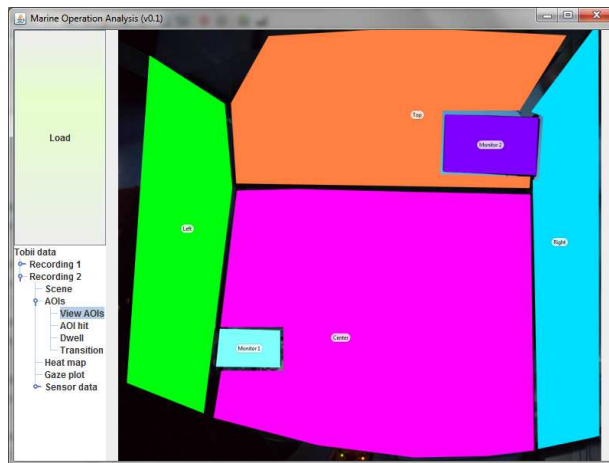 Marine Operation Analysis (v0.1)
Load
Tobii data
Recording 1
Recording 2
Scene
AOIs
View AOIs
AOI hit
Dwell
Transition
Heat map
Gaze plot
Sensor data
Top
Monitor 2
Left
Right
Center
Monitor 1